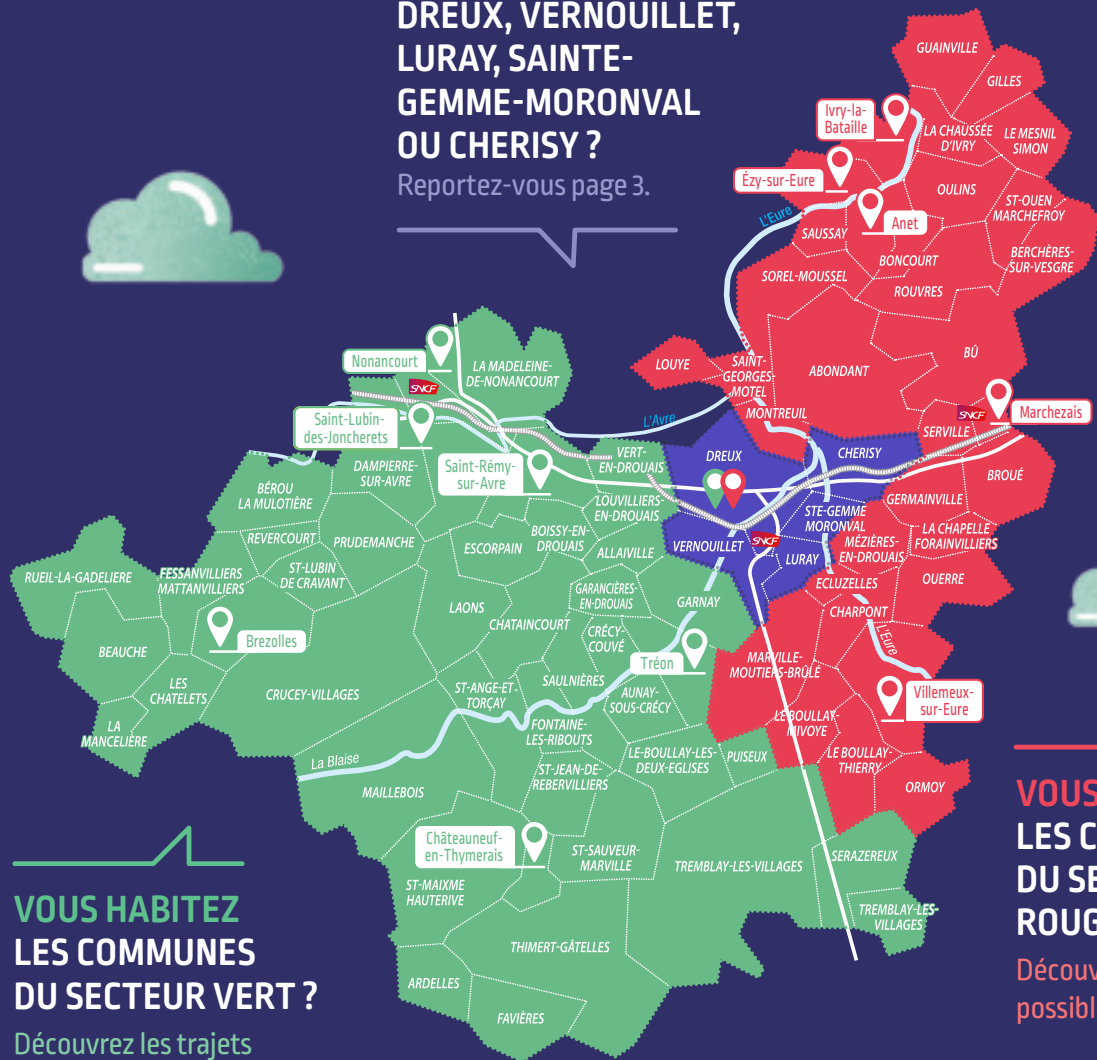 DREUX, VERNOUILLET,
LURAY, SAINTE-
GEMME-MORONVAL
OU CHERISY ?
Reportez-vous page 3.
GUAINVILLE
GILLES
Ivry-la-
Bataille
LA CHAUSSÉE
D'IVRY
LE MESNIL
SIMON
Ézy-sur-Eure
OULINS
ST-OUEN
MARCHEFROY
L'Eure
Anet
SAUSSAY
BERCHÈRES-
SUR-VESGRE
BONCOURT
SOREL-MOUSSEL
ROUVRES
Nonancourt
SNCF
LA MADELEINE-
DE-NONANCOURT
LOUYE
SAINT-
GEORGES-
MOTEL
ABONDANT
BÛ
MONTREUIL
SNCF
Marchezais
Saint-Lubin-
des-Joncherets
L'Avre
SERVILLE
Saint-Rémy-
sur-Avre
VERT-
EN-DROUAIS
DREUX
CHERISY
BROUÉ
DAMPIERRE-
SUR-AVRE
BÉROU
LA MULOTIÈRE
LOUVILLIERS-
EN-DROUAIS
GERMAINVILLE
STE-GEMME
MORONVAL
REVERCOURT
PRUDEMANCHE
ESCORPAIN
BOISSY-EN-
DROUAIS
ALLAIVILLE
VERNOUILLET
SNCF
LURAY
MÉZIÈRES-
EN-DROUAIS
LA CHAPELLE
FORAINVILLIERS
RUEIL-LA-GADELIERE
FESSANVILLIERS
MATTANVILLIERS
ST-LUBIN
DE CRAVANT
ECLUZELLES
OUERRE
LAONS
GARANCIÈRES-
EN-DROUAIS
GARNAY
CHARPONT
CHATAINCOURT
Brezolles
CRÉCY-
COUVÉ
L'Eure
BEAUCHE
Tréon
MARVILLE-
MOUTIERS-BRÛLÉ
LES
CHATELETS
CRUCEY-VILLAGES
ST-ANGE-ET-
TORÇAY
SAULNIÈRES
AUNAY-
SOUS-CRÉCY
Villemeux-
sur-Eure
LA
MANCELIÈRE
FONTAINE-
LES-RIBOUTS
LE-BOULLAY-
MIVOYE
La Blaise
LE-BOULLAY-LES-
DEUX-EGLISES
PUISEUX
LE BOULLAY-
THIERRY
MAILLEBOIS
ST-JEAN-DE-
REBERVILLIERS
ORMOY
Châteauneuf-
en-Thymerais
ST-SAUVEUR-
MARVILLE
TREMBLAY-LES-VILLAGES
SERAZEREUX
ST-MAIXME
HAUTERIVE
TREMBLAY-LES-
VILLAGES
THIMERT-GÂTELLES
ARDELLES
FAVIÈRES
VOUS HABITEZ
LES COMMUNES
DU SECTEUR VERT ?
Découvrez les trajets
VOUS
LES C
DU SE
ROUG
Découv
possibl